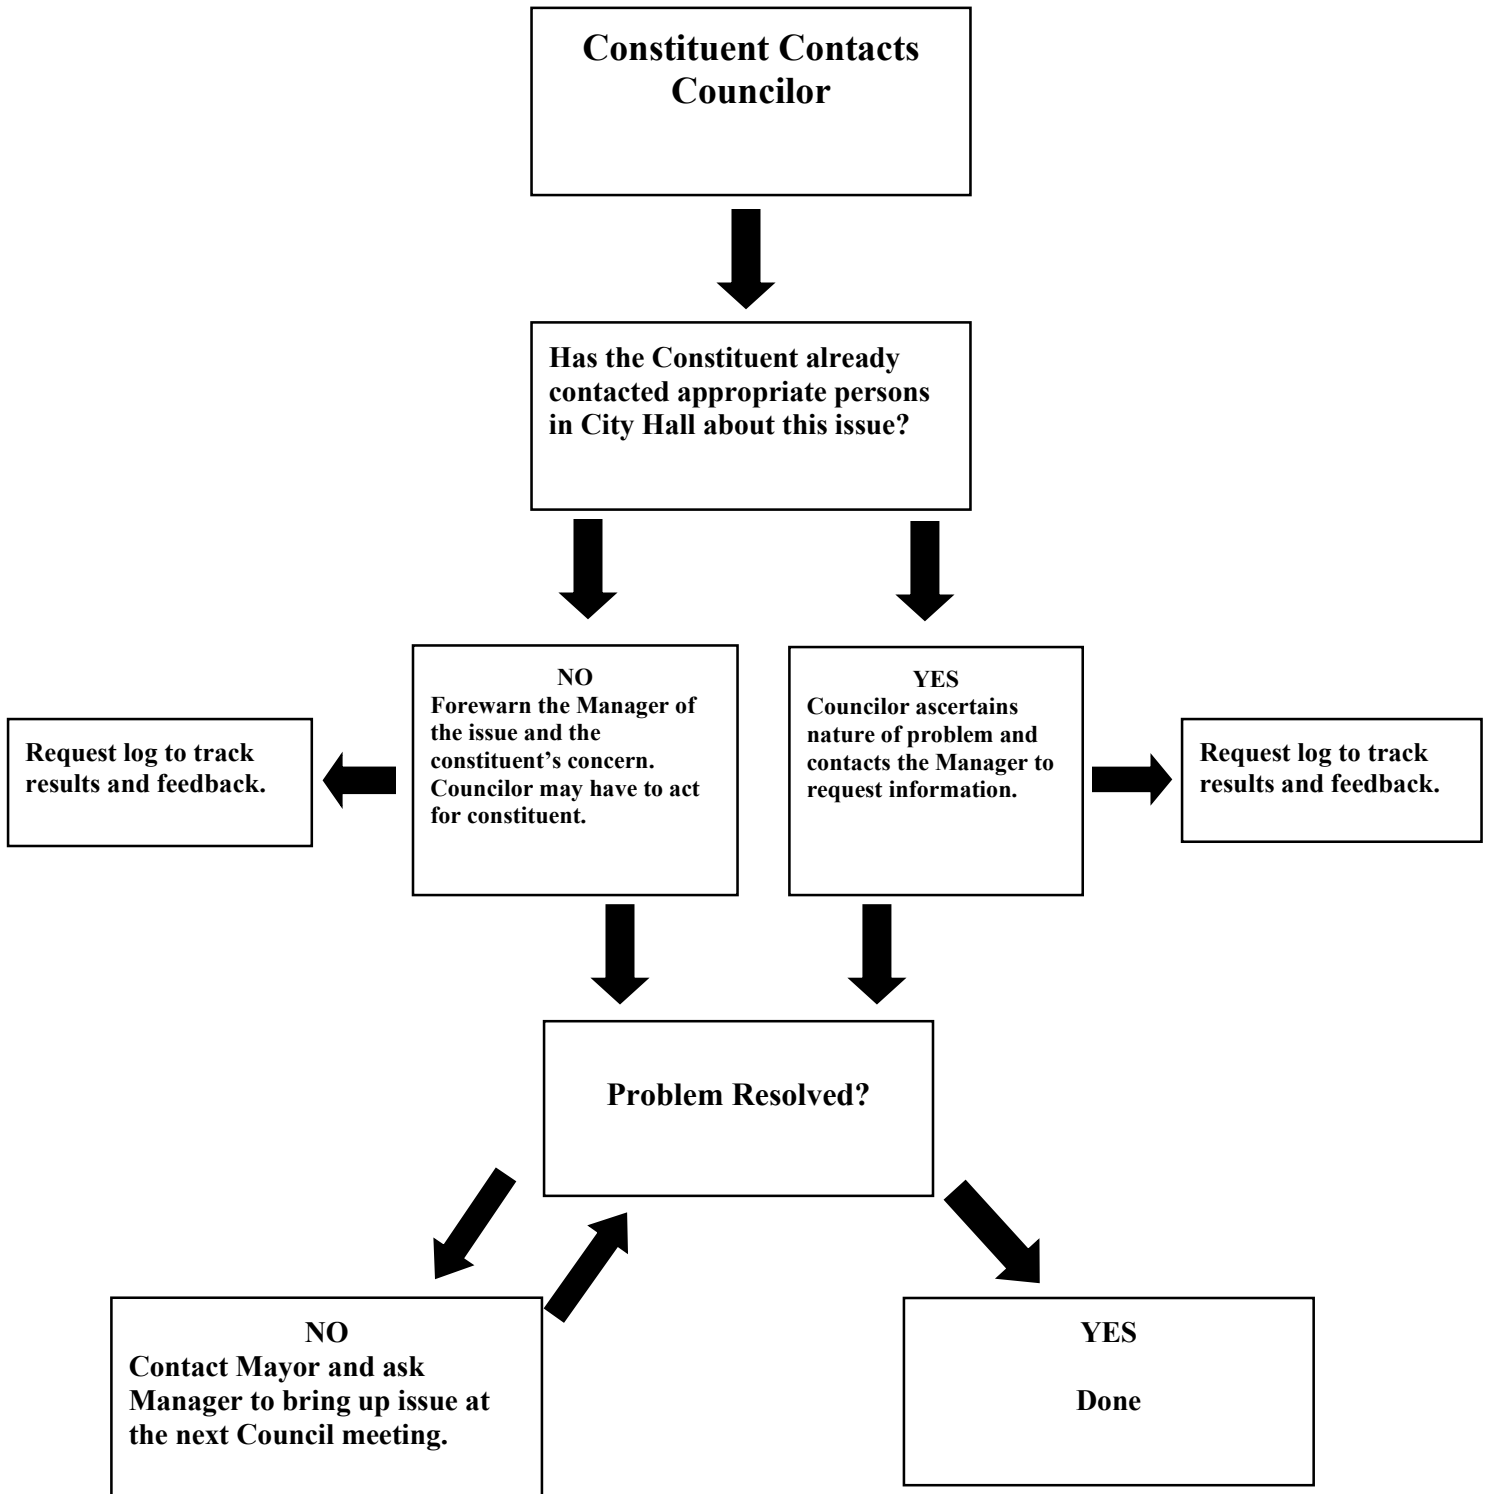 Constituent Contacts
Councilor
Has the Constituent already
contacted appropriate persons
in City Hall about this issue?
NO
Forewarn the Manager of
the issue and the
constituent’s concern.
Councilor may have to act
for constituent.
YES
Councilor ascertains
nature of problem and
contacts the Manager to
request information.
Request log to track
results and feedback.
Request log to track
results and feedback.
Problem Resolved?
NO
Contact Mayor and ask
Manager to bring up issue at
the next Council meeting.
YES
Done